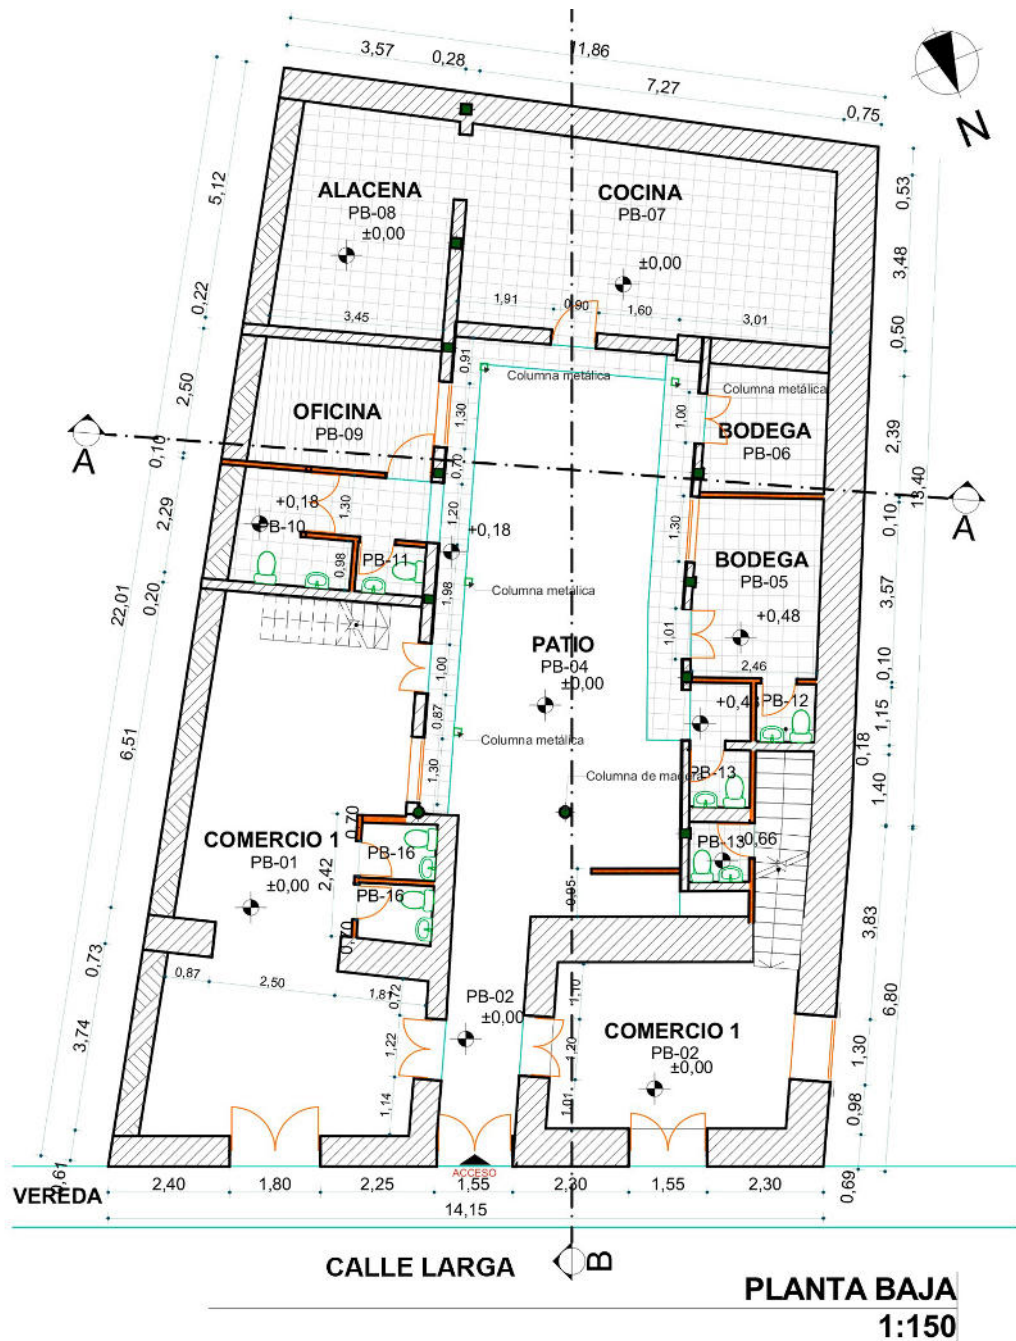 3,57
0,28
11,86
7,27
0,75
N
5,12
0,53
ALACENA
PB-08
±0,00
COCINA
PB-07
±0,00
3,48
0,22
3,45
1,91
0,90
1,60
3,01
0,50
0,91
Columna metálica
Columna metálica
2,50
OFICINA
PB-09
1,30
1,00
BODEGA
PB-06
2,39
A
0,10
0,70
13,40
A
+0,18
PB-10
1,30
1,20
+0,18
1,30
0,10
2,29
0,98
PB-11
BODEGA
PB-05
+0,48
3,57
22,01
0,20
1,98
Columna metálica
PATIO
PB-04
±0,00
1,01
2,46
0,10
1,00
PB-12
0,87
1,15
6,51
Columna metálica
0,18
1,30
Columna de madera
PB-13
1,40
0,70
COMERCIO 1
PB-01
±0,00
2,42
PB-16
PB-16
PB-13
0,66
0,95
0,70
3,83
0,73
0,87
2,50
1,81
0,72
PB-02
±0,00
1,10
6,80
3,74
1,22
1,20
COMERCIO 1
PB-02
±0,00
1,30
1,14
1,01
0,98
0,61
ACCESO
VEREDA
2,40
1,80
2,25
1,55
2,30
1,55
2,30
0,69
14,15
CALLE LARGA
B
PLANTA BAJA
1:150